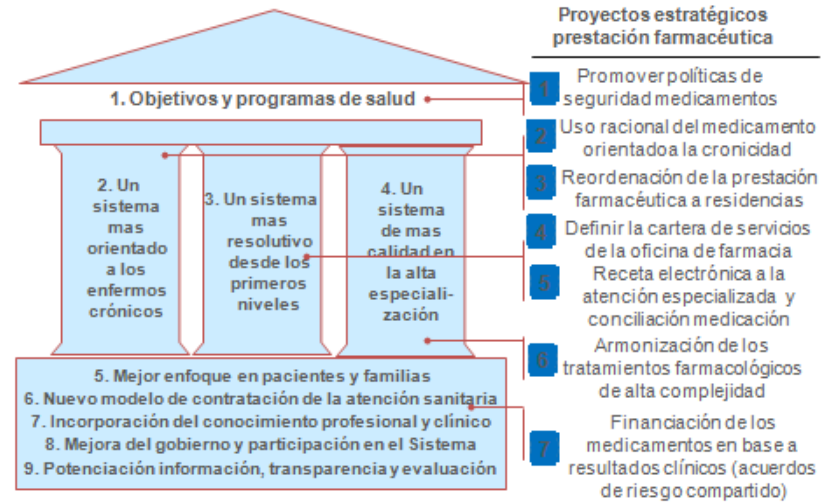 Proyectos estratégicos
prestación farmacéutica
1. Objetivos y programas de salud
2. Un
sistema
mas
orientado
a los
enfermos
crónicos
3. Un sistema
mas
resolutivo
desde los
primeros
niveles
4. Un
sistema
de mas
calidad en
la alta
especiali-
zación
5. Mejor enfoque en pacientes y familias
6. Nuevo modelo de contratación de la atención sanitaria
7. Incorporación del conocimiento profesional y clínico
8. Mejora del gobierno y participación en el Sistema
9. Potenciación información, transparencia y evaluación
1
Promover políticas de
seguridad medicamentos
2
Uso racional del medicamento
orientadoa la cronicidad
3
Reordenación de la prestación
farmacéutica a residencias
4
Definir la cartera de servicios
de la oficina de farmacia
5
Receta electrónica a la
atención especializada y
conciliación medicación
6
Armonización de los
tratamientos farmacológicos
de alta complejidad
7
Financiación de los
medicamentos en base a
resultados clínicos (acuerdos
de riesgo compartido)